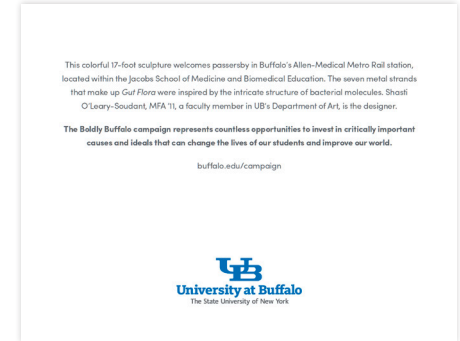 This colorful 17-foot sculpture welcomes passersby in Buffalo's Allen-Medical Metro Rail station,
located within the Jacobs School of Medicine and Biomedical Education. The seven metal strands
that make up Gut Flora were inspired by the intricate structure of bacterial molecules. Shasti
O'Leary-Soudant, MFA '11, a faculty member in UB's Department of Art, is the designer.
The Boldly Buffalo campaign represents countless opportunities to invest in critically important
causes and ideals that can change the lives of our students and improve our world.
buffalo.edu/campaign
UB
University at Buffalo
The State University of New York